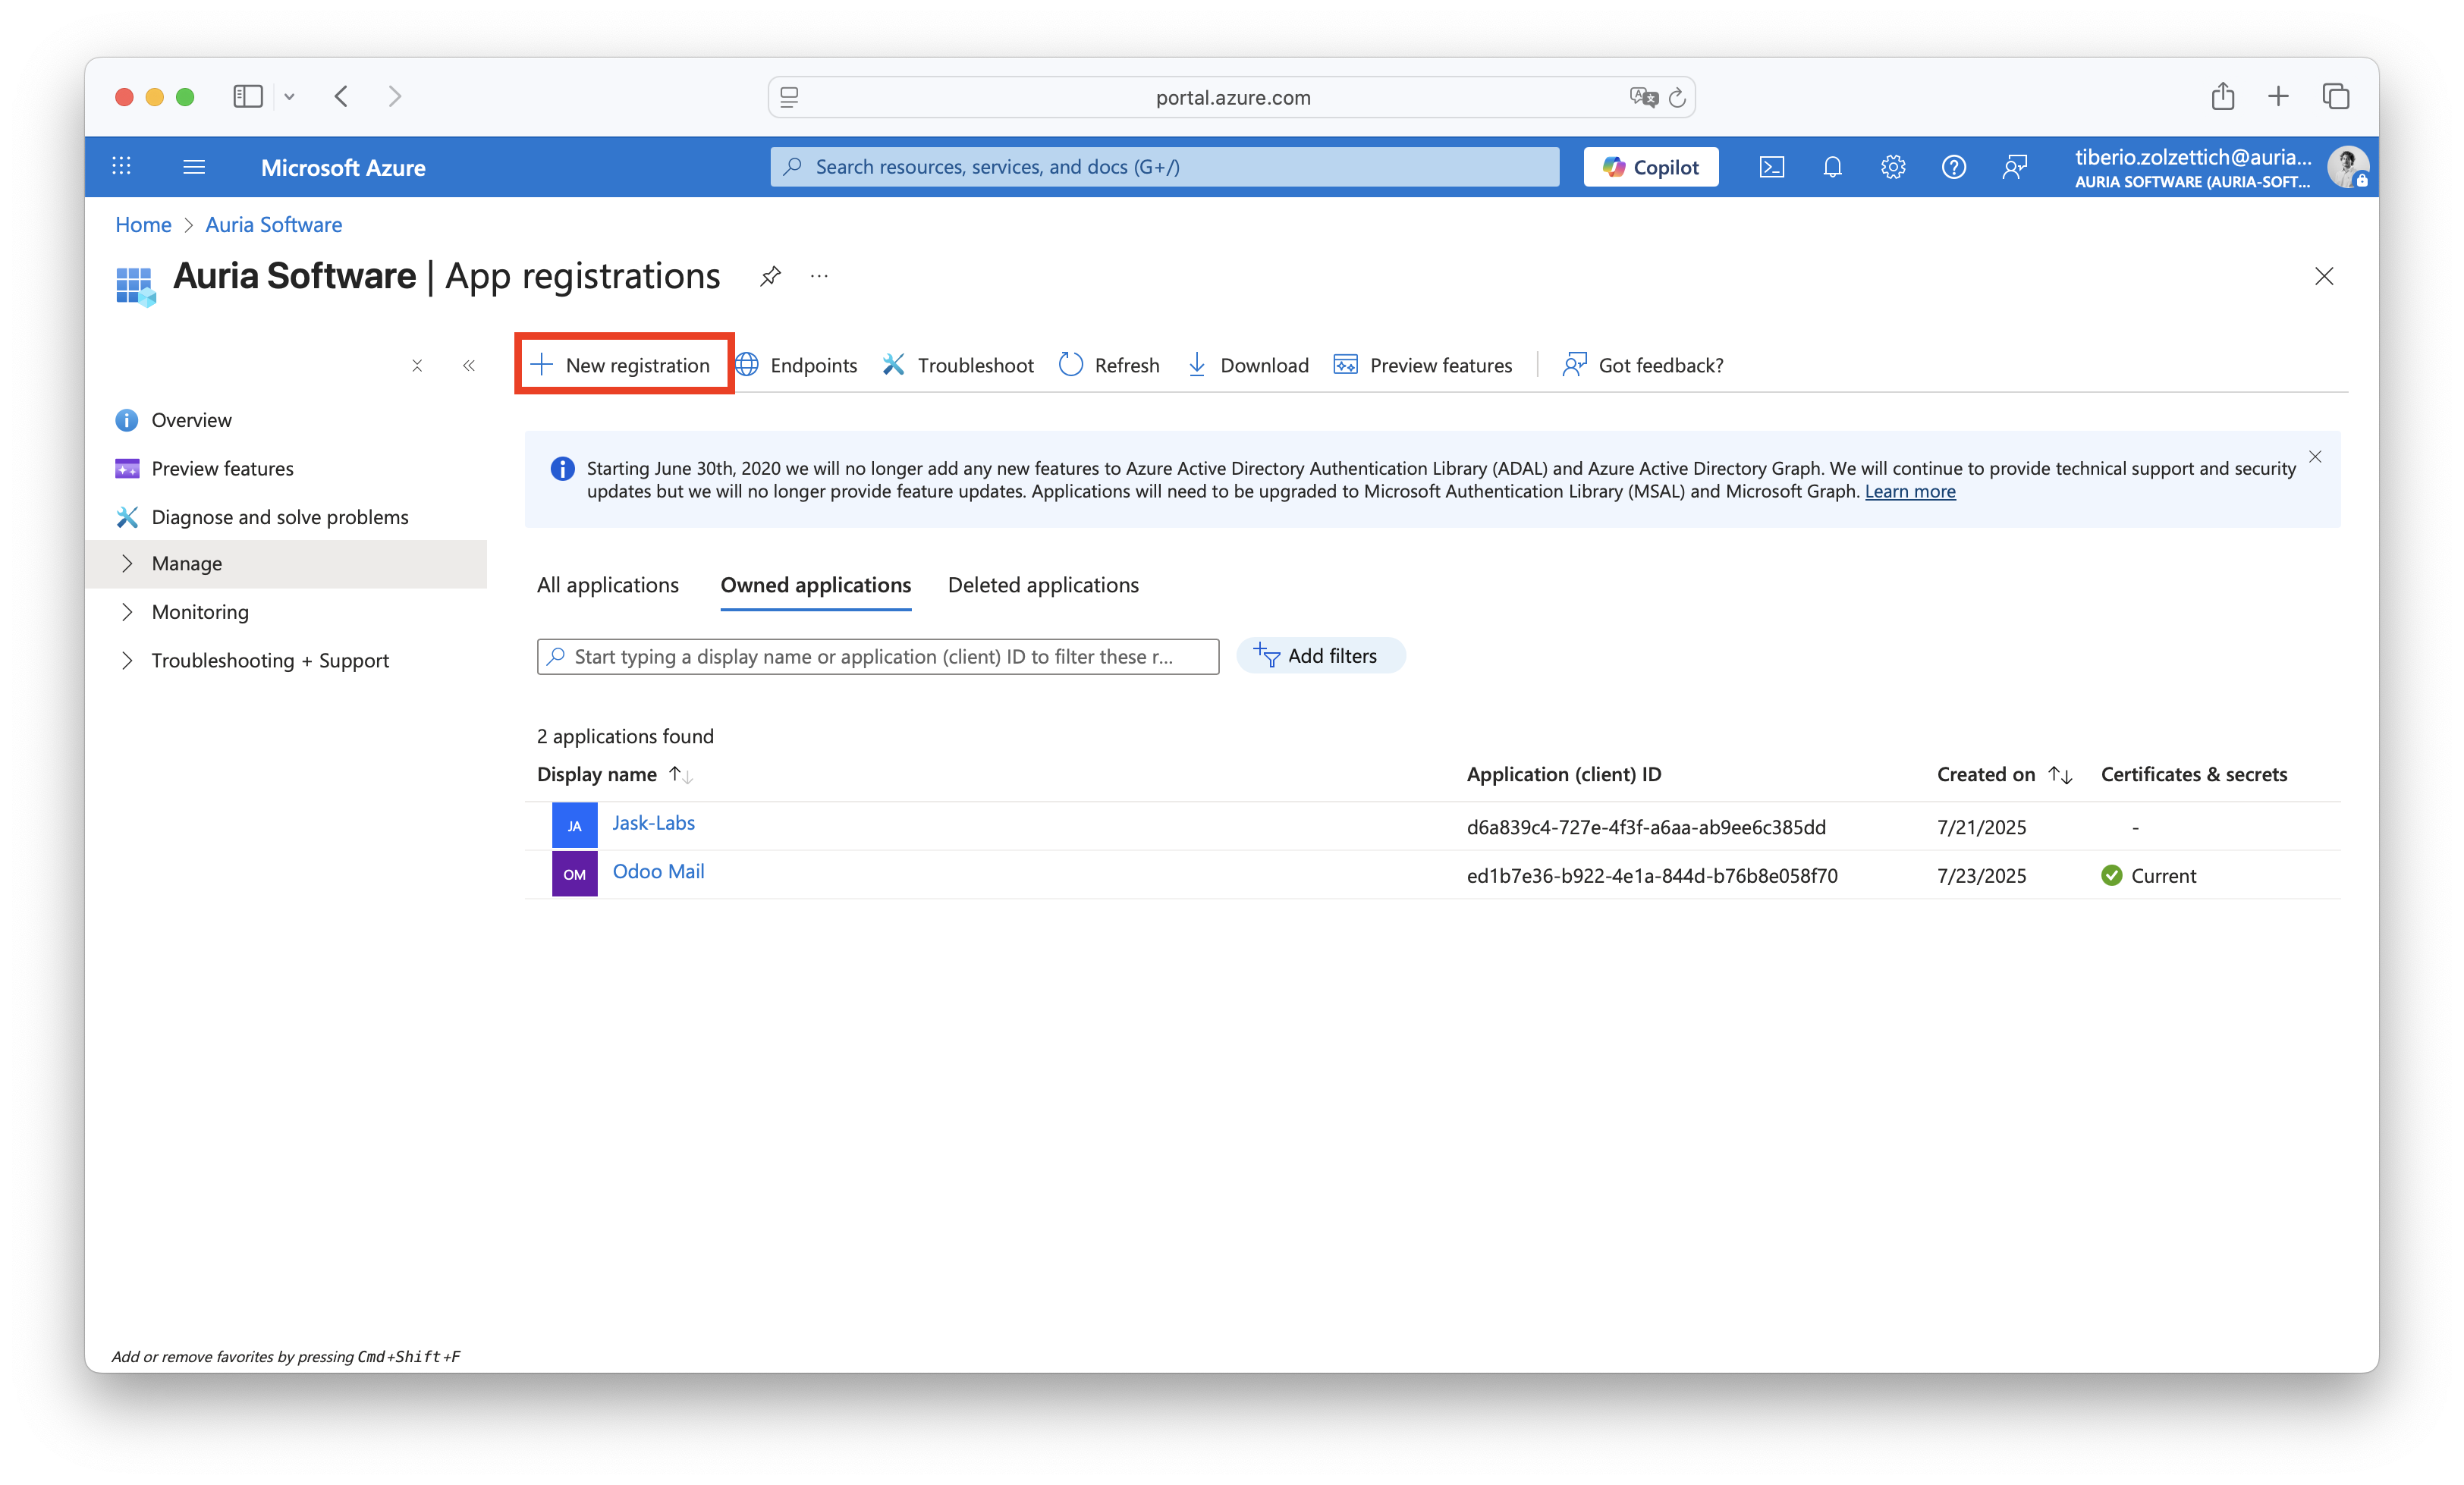 portal.azure.com
Microsoft Azure
Search resources, services, and docs (G+/)
Copilot
tiberio.zolzettich@auria...
AURIA SOFTWARE (AURIA-SOFT...
Home > Auria Software
Auria Software | App registrations
New registration
Endpoints
Troubleshoot
Refresh
Download
Preview features
Got feedback?
Overview
Preview features
Diagnose and solve problems
Manage
Monitoring
Troubleshooting + Support
Starting June 30th, 2020 we will no longer add any new features to Azure Active Directory Authentication Library (ADAL) and Azure Active Directory Graph. We will continue to provide technical support and security
updates but we will no longer provide feature updates. Applications will need to be upgraded to Microsoft Authentication Library (MSAL) and Microsoft Graph. Learn more
All applications
Owned applications
Deleted applications
Start typing a display name or application (client) ID to filter these r...
Add filters
2 applications found
Display name
Application (client) ID
Created on
Certificates & secrets
JA
Jask-Labs
d6a839c4-727e-4f3f-a6aa-ab9ee6c385dd
7/21/2025
-
OM
Odoo Mail
ed1b7e36-b922-4e1a-844d-b76b8e058f70
7/23/2025
Current
Add or remove favorites by pressing Cmd+Shift+F